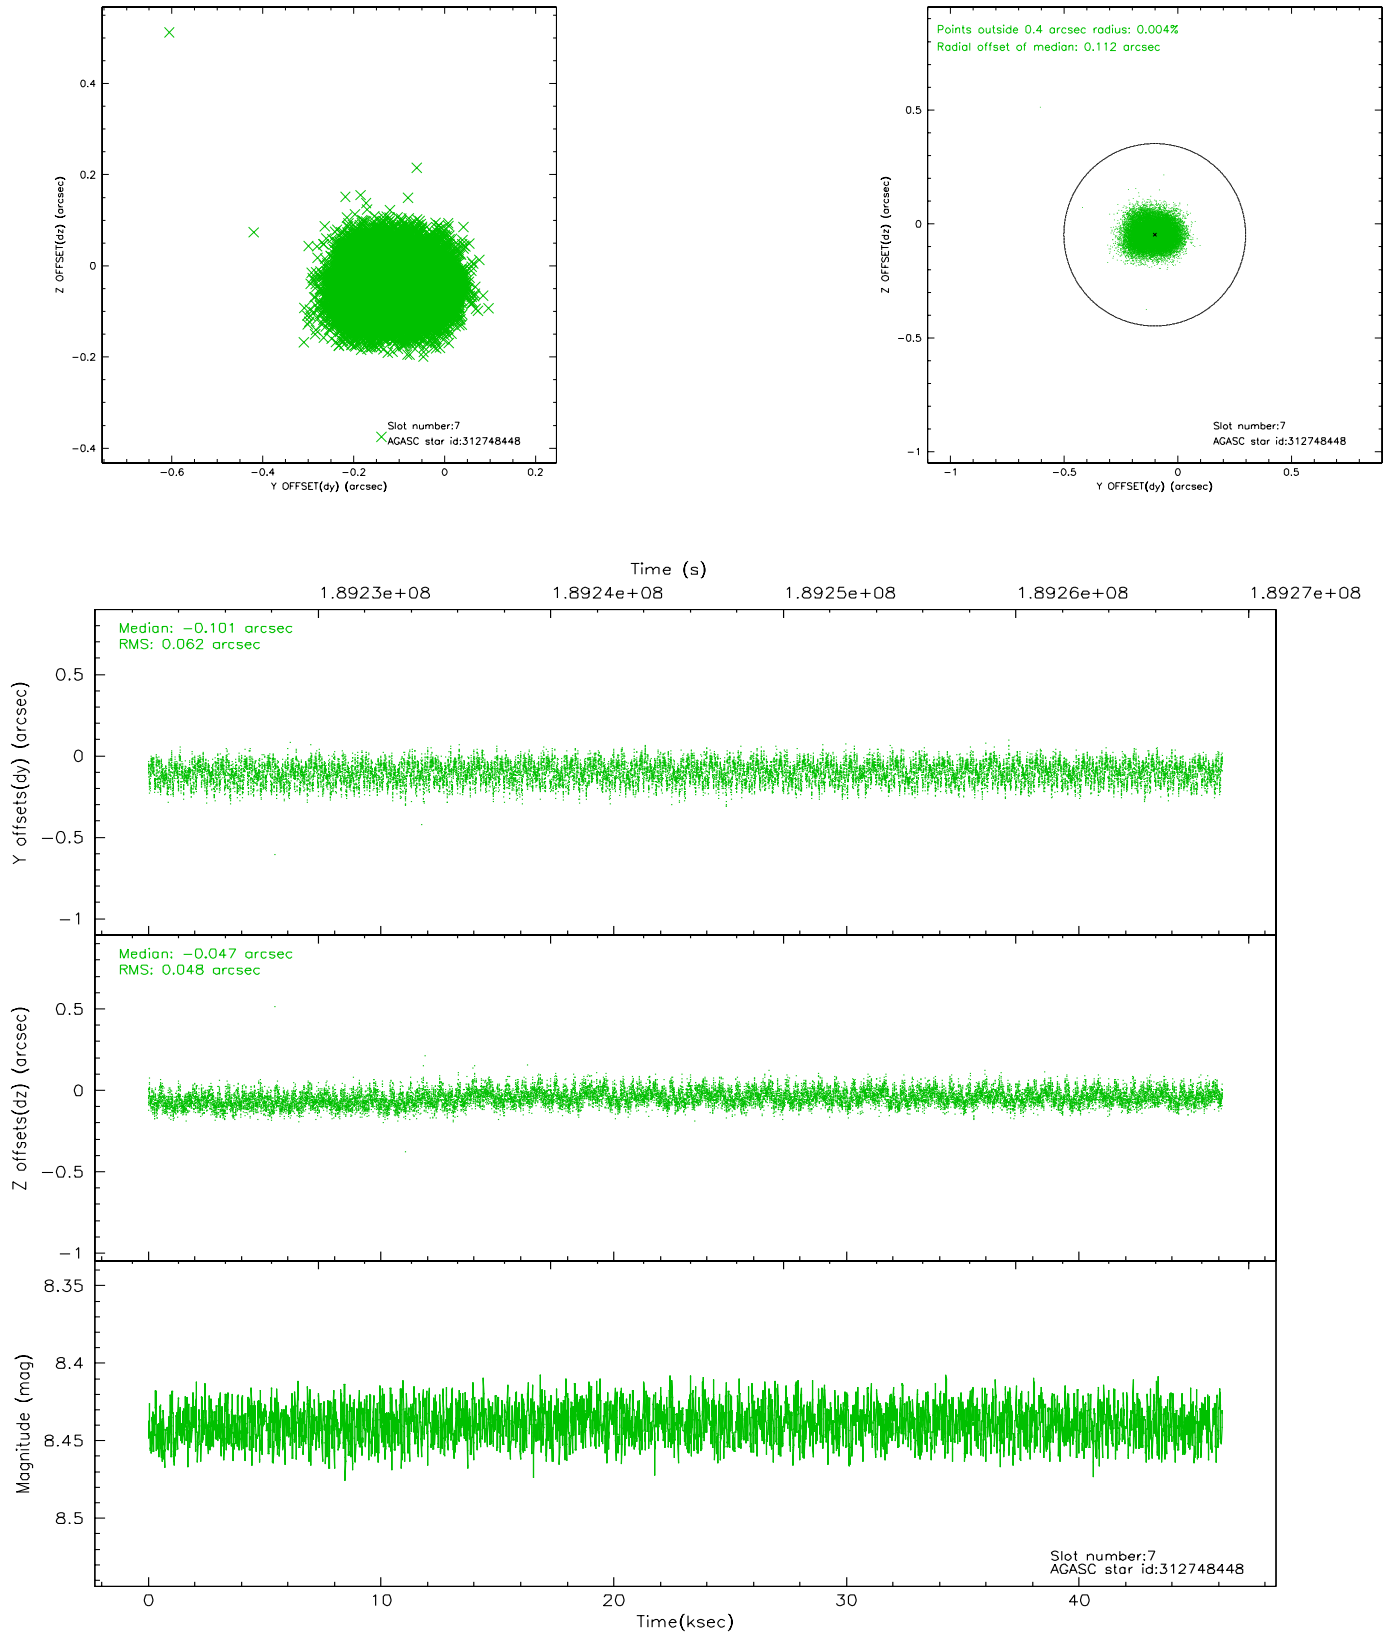 0.4
0.2
0
−0.2
−0.4
Z OFFSET(dz) (arcsec)
−0.6
−0.4
−0.2
0
0.2
Y OFFSET(dy) (arcsec)
Slot number:7
AGASC star id:312748448
Points outside 0.4 arcsec radius: 0.004%
Radial offset of median: 0.112 arcsec
0.5
0
−0.5
−1
Z OFFSET(dz) (arcsec)
−1
−0.5
0
0.5
Y OFFSET(dy) (arcsec)
Slot number:7
AGASC star id:312748448
Time (s)
1.8923e+08
1.8924e+08
1.8925e+08
1.8926e+08
1.8927e+08
Median: −0.101 arcsec
RMS: 0.062 arcsec
0.5
0
−0.5
−1
Y offsets(dy) (arcsec)
Median: −0.047 arcsec
RMS: 0.048 arcsec
0.5
0
−0.5
−1
Z offsets(dz) (arcsec)
8.35
8.4
8.45
8.5
Magnitude (mag)
Slot number:7
AGASC star id:312748448
0
10
20
30
40
Time(ksec)